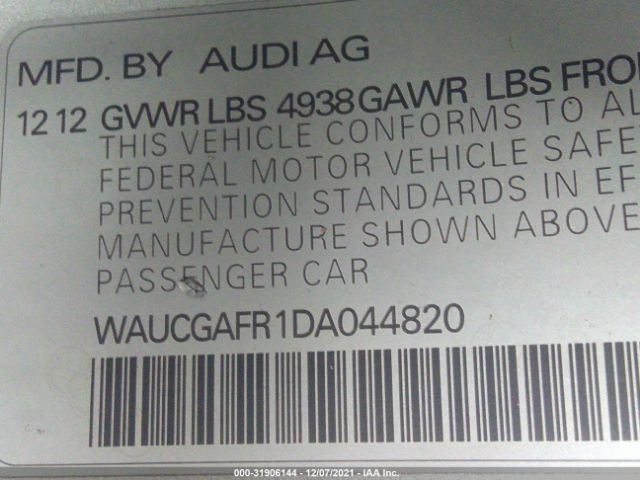 MFD. BY AUDI AG
12 12 GVWR LBS 4938 GAWR LBS FRO
THIS VEHICLE CONFORMS TO AL
FEDERAL MOTOR VEHICLE SAFE
PREVENTION STANDARDS IN EF
MANUFACTURE SHOWN ABOVE
PASSENGER CAR
WAUCGAFR1DA044820
000-31906144 - 12/07/2021 - IAA Inc.